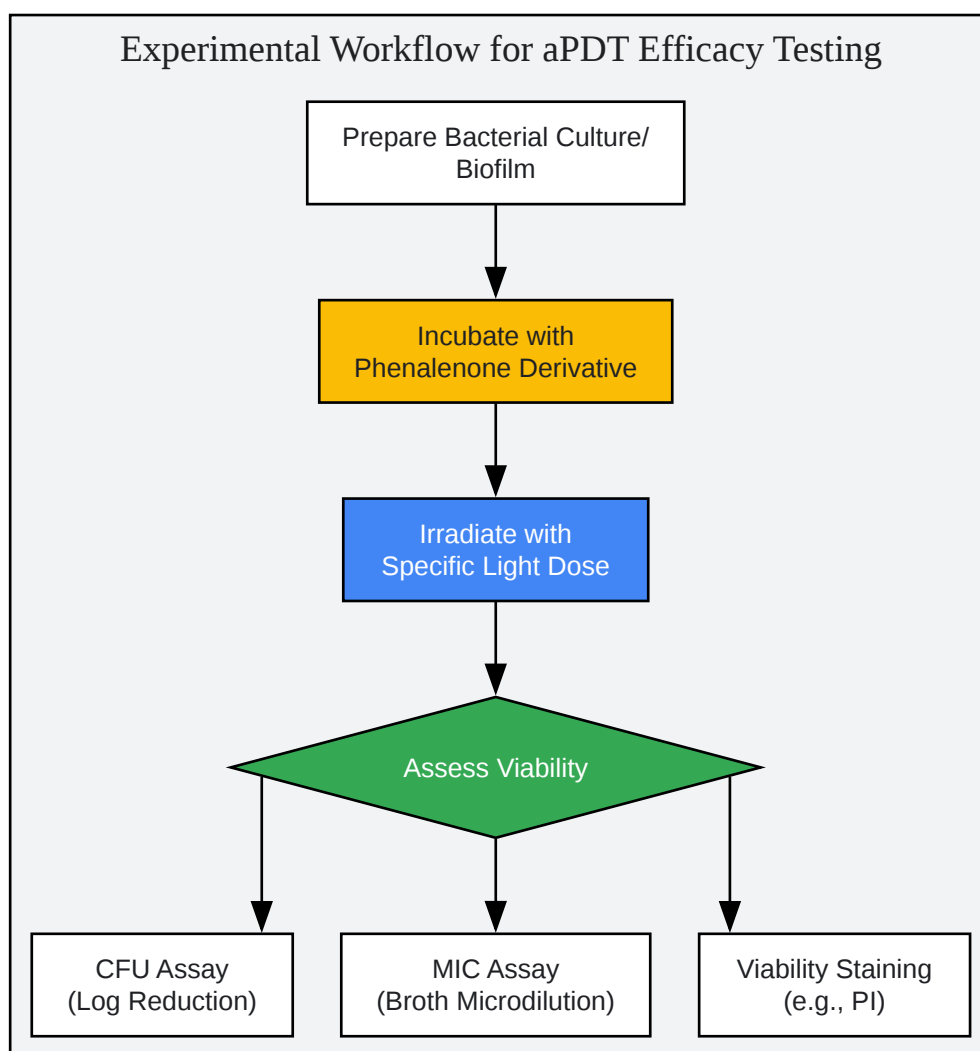 Experimental Workflow for aPDT Efficacy Testing
Prepare Bacterial Culture/
Biofilm
Incubate with
Phenalenone Derivative
Irradiate with
Specific Light Dose
Assess Viability
CFU Assay
(Log Reduction)
MIC Assay
(Broth Microdilution)
Viability Staining
(e.g., PI)